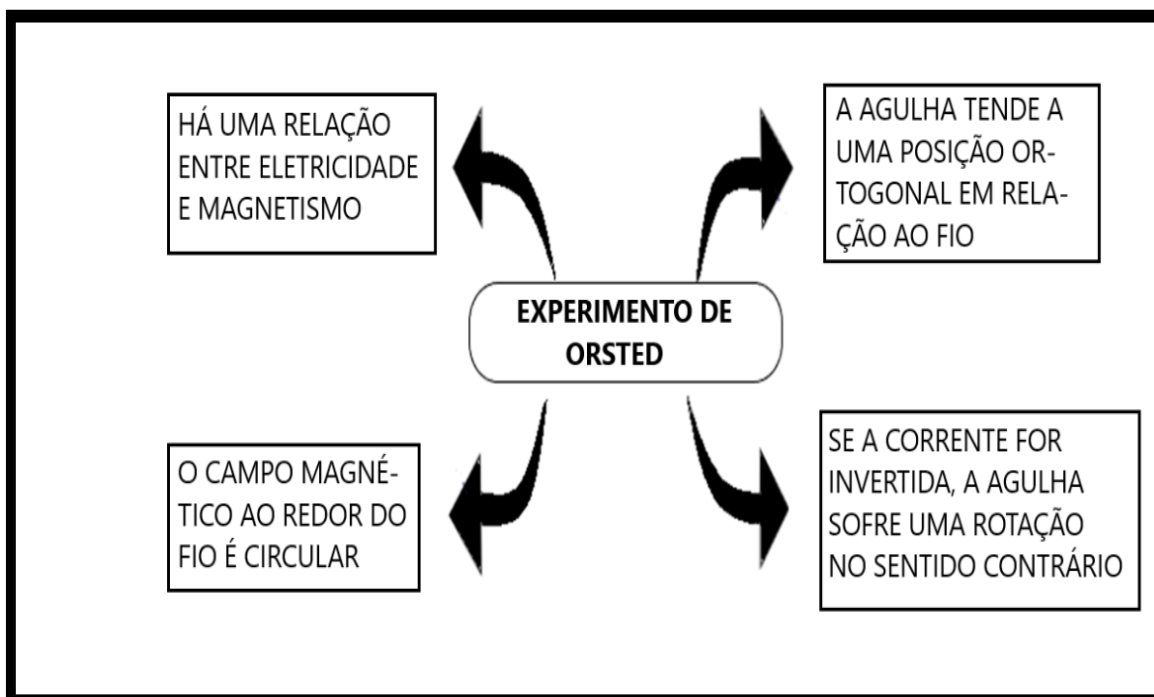 HÁ UMA RELAÇÃO
ENTRE ELETRICIDADE
E MAGNETISMO
A AGULHA TENDE A
UMA POSIÇÃO OR-
TOGONAL EM RELA-
ÇÃO AO FIO
EXPERIMENTO DE
ORSTED
O CAMPO MAGNÉ-
TICO AO REDOR DO
FIO É CIRCULAR
SE A CORRENTE FOR
INVERTIDA, A AGULHA
SOFRE UMA ROTAÇÃO
NO SENTIDO CONTRÁRIO